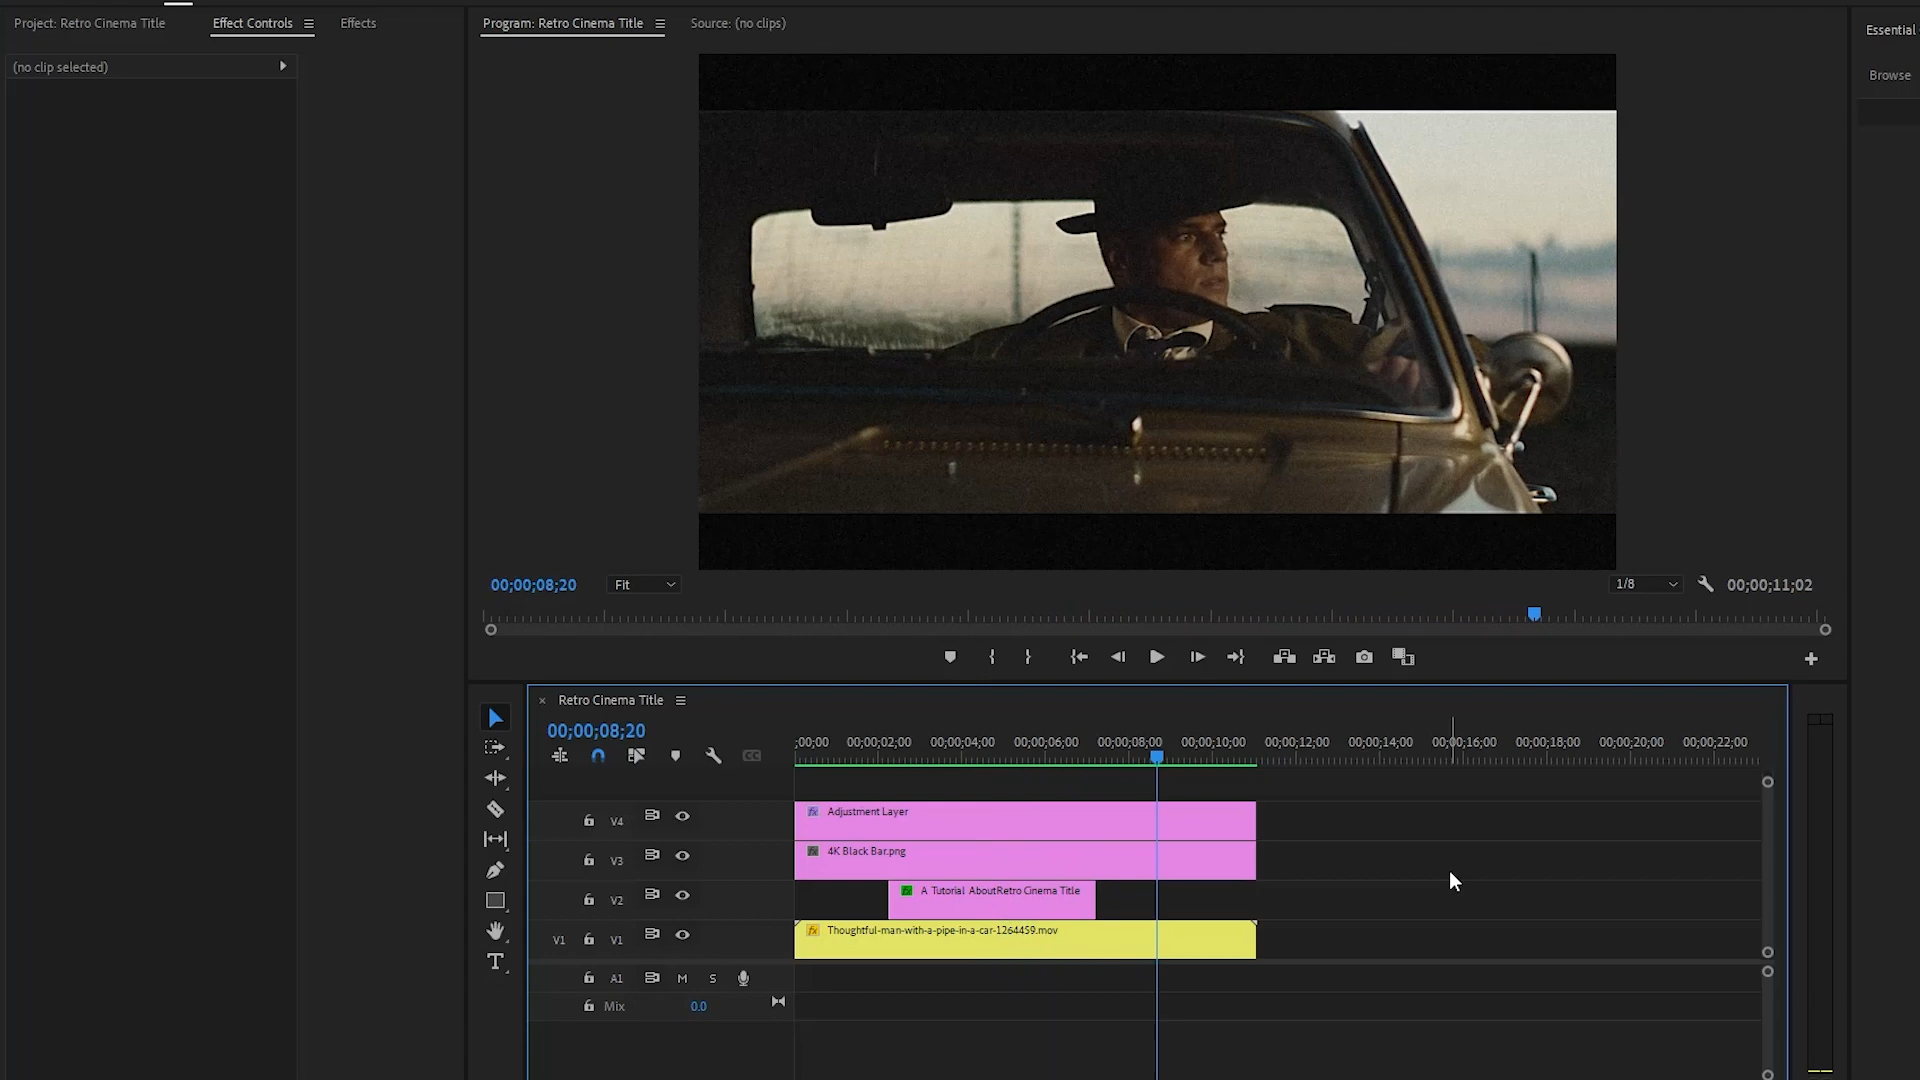 Project: Retro Cinema Title
Effect Controls
Effects
Program: Retro Cinema Title
Source: (no clips)
Essential
(no clip selected)
Browse
00;00;08;20
Fit
1/8
00;00;11;02
Retro Cinema Title
00;00;08;20
;00;00
00;00;02;00
00;00;04;00
00;00;06;00
00;00;08;00
00;00;10;00
00;00;12;00
00;00;14;00
00;00;16;00
00;00;18;00
00;00;20;00
00;00;22;00
V4
fx Adjustment Layer
V3
fx 4K Black Bar.png
V2
fx A Tutorial AboutRetro Cinema Title
V1
V1
fx Thoughtful-man-with-a-pipe-in-a-car-1264459.mov
A1 M S
Mix 0.0